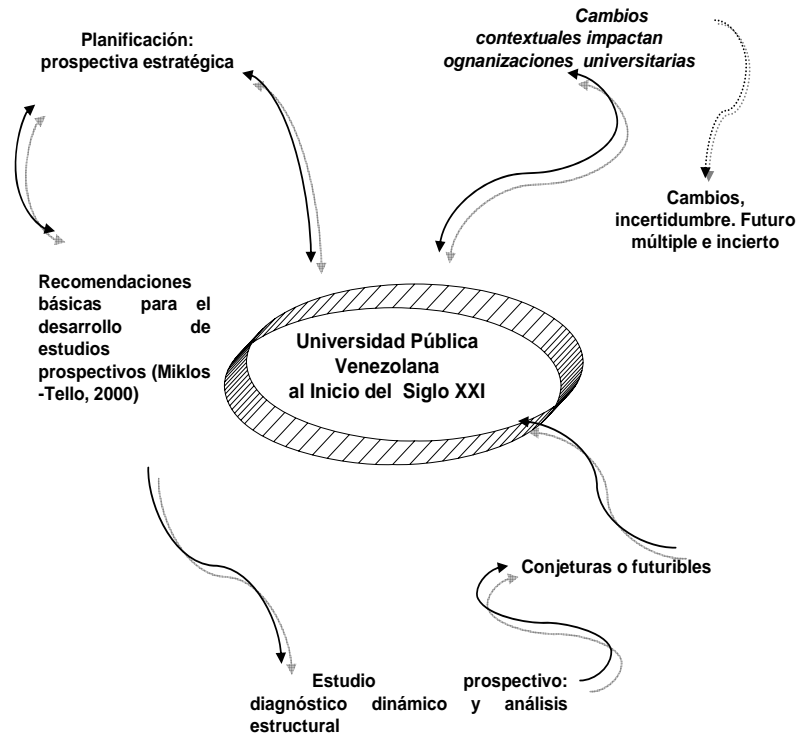 Planificación:
prospectiva estratégica
Cambios
contextuales impactan
ognanizaciones universitarias
Cambios,
incertidumbre. Futuro
múltiple e incierto
Recomendaciones
básicas para el
desarrollo de
estudios
prospectivos (Miklos
-Tello, 2000)
Universidad Pública
Venezolana
al Inicio del Siglo XXI
Conjeturas o futuribles
Estudio prospectivo:
diagnóstico dinámico y análisis
estructural